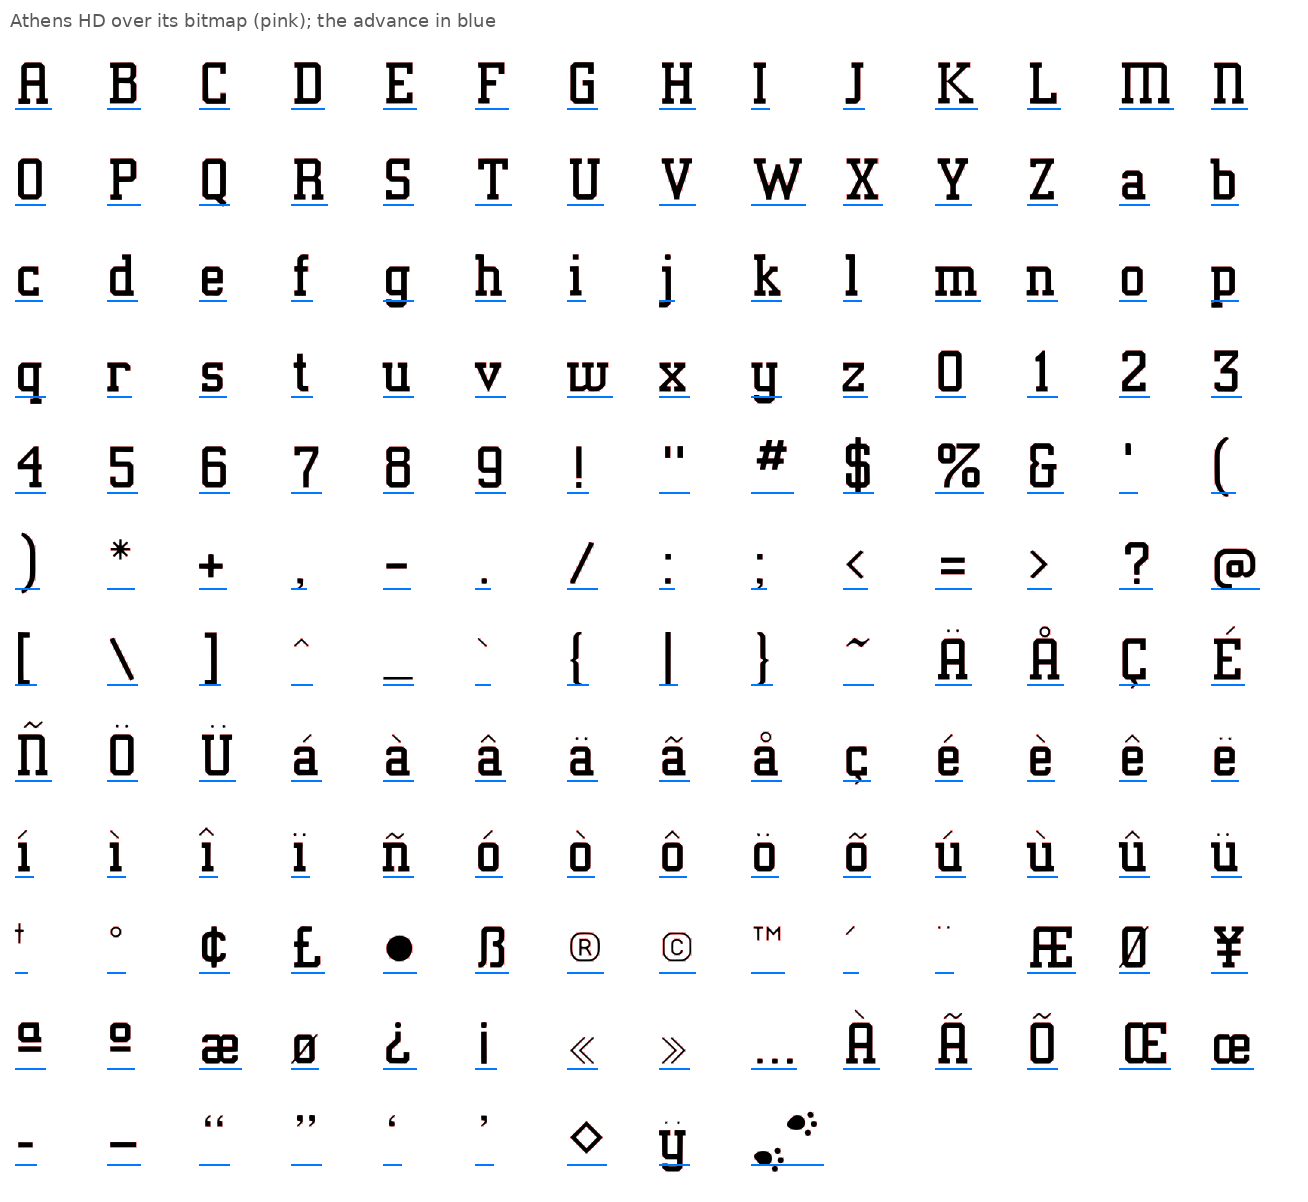 Athens HD over its bitmap (pink); the advance in blue
A B C D E F G H I J K L M N
O P Q R S T U V W X Y Z a b
c d e f g h i j k l m n o p
q r s t u v w x y z 0 1 2 3
4 5 6 7 8 9 ! " # $ % & ' (
) * + , - . / : ; < = > ? @
[ \ ] ^ _ ` { | } ~ Ä Å Ç É
Ñ Ö Ü á à â ä ã å ç é è ê ë
í ì î ï ñ ó ò ô ö õ ú ù û ü
† ° ¢ £ ● ß ® © ™ ´ ¨ Æ Ø ¥
ª º æ ø ¿ ¡ « » … À Ã Õ Œ œ
– — “ ” ‘ ’ ◊ ÿ